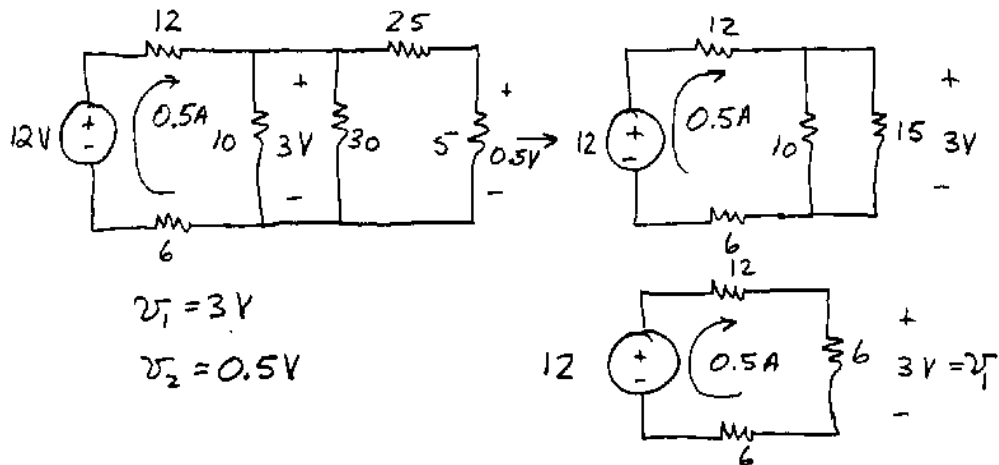 12 25
12V + - 0.5A 10 + 3V - 30 + 5 0.5V -
6
12
12 + - 0.5A 10 15 + 3V -
6
v₁ = 3V
v₂ = 0.5V
12
12 + - 0.5A 6 + 3V = v₁ -
6